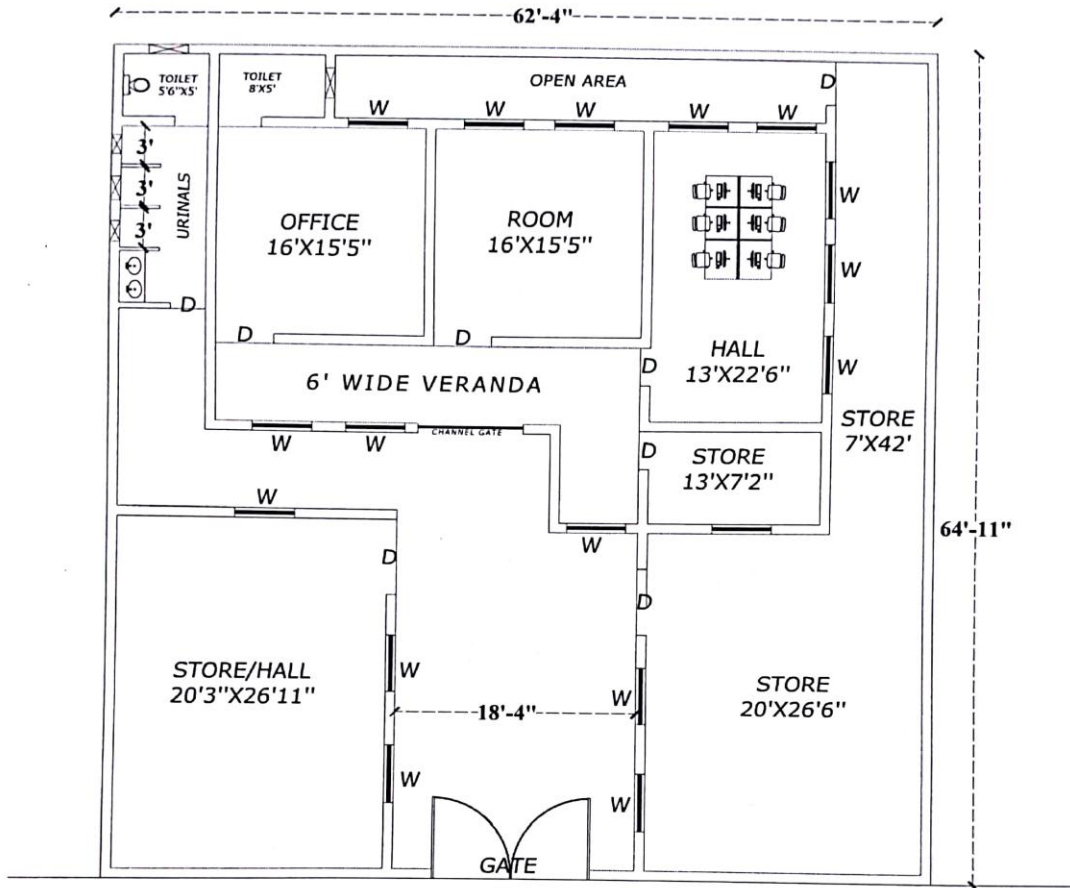 62'-4"
TOILET
5'6"X5'
TOILET
8'X5'
OPEN AREA
D
W
W
W
W
W
3'
3'
3'
URINALS
OFFICE
16'X15'5"
ROOM
16'X15'5"
W
W
W
D
D
D
HALL
13'X22'6"
D
6' WIDE VERANDA
STORE
7'X42'
W
W
CHANNEL GATE
D
STORE
13'X7'2"
W
W
64'-11"
D
D
STORE/HALL
20'3"X26'11"
W
W
STORE
20'X26'6"
18'-4"
W
W
GATE